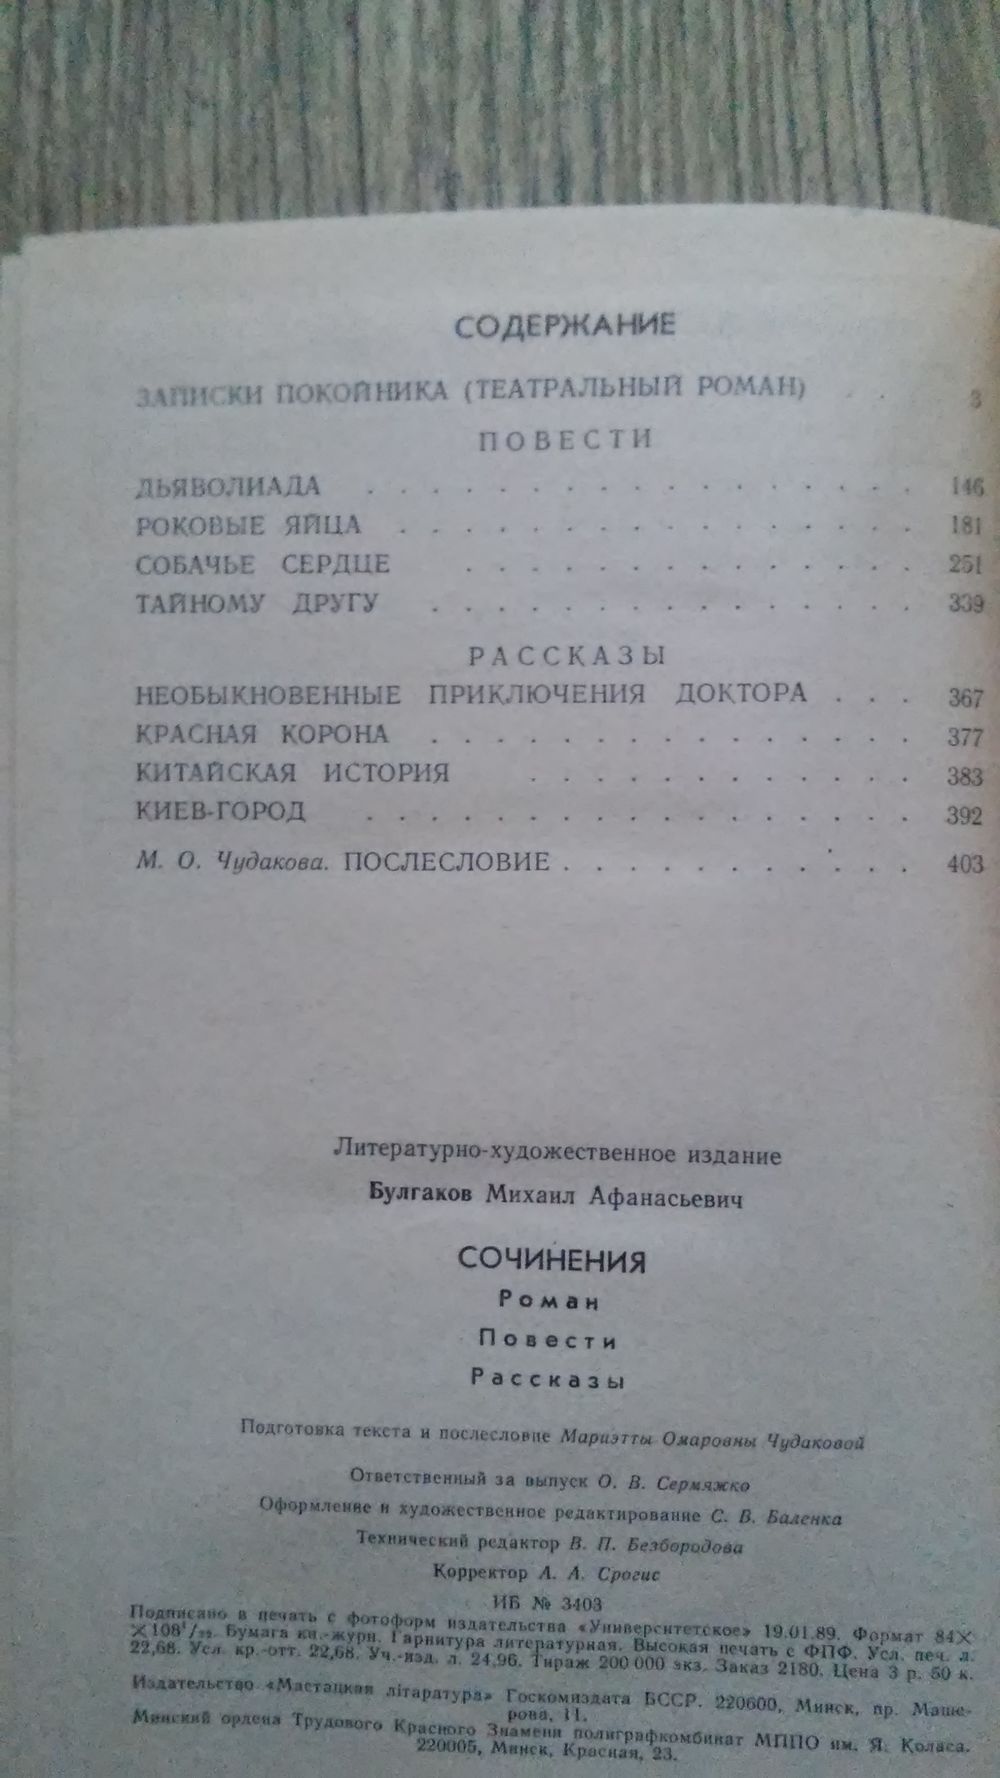 СОДЕРЖАНИЕ
ЗАПИСКИ ПОКОЙНИКА (ТЕАТРАЛЬНЫЙ РОМАН) . . 3
ПОВЕСТИ
ДЬЯВОЛИАДА . . . . . . . . . . . . . . . . . 146
РОКОВЫЕ ЯЙЦА . . . . . . . . . . . . . . . . 181
СОБАЧЬЕ СЕРДЦЕ . . . . . . . . . . . . . . 251
ТАЙНОМУ ДРУГУ . . . . . . . . . . . . . . . 339
РАССКАЗЫ
НЕОБЫКНОВЕННЫЕ ПРИКЛЮЧЕНИЯ ДОКТОРА . . . 367
КРАСНАЯ КОРОНА . . . . . . . . . . . . . . . 377
КИТАЙСКАЯ ИСТОРИЯ . . . . . . . . . . . . 383
КИЕВ-ГОРОД . . . . . . . . . . . . . . . . . 392
М. О. Чудакова. ПОСЛЕСЛОВИЕ . . . . . . . . . . . 403
Литературно-художественное издание
Булгаков Михаил Афанасьевич
СОЧИНЕНИЯ
Роман
Повести
Рассказы
Подготовка текста и послесловие Мариэтты Омаровны Чудаковой
Ответственный за выпуск О. В. Сермяжко
Оформление и художественное редактирование С. В. Баленка
Технический редактор В. П. Безбородова
Корректор А. А. Срогис
ИБ № 3403
Подписано в печать с фотоформ издательства «Университетское» 19.01.89. Формат 84×
×108¹/₃₂. Бумага кн.-журн. Гарнитура литературная. Высокая печать с ФПФ. Усл. печ. л.
22,68. Усл. кр.-отт. 22,68. Уч.-изд. л. 24,96. Тираж 200 000 экз. Заказ 2180. Цена 3 р. 50 к.
Издательство «Мастацкая літаратура» Госкомиздата БССР. 220600, Минск, пр. Маше-
рова, 11.
Минский ордена Трудового Красного Знамени полиграфкомбинат МППО им. Я. Коласа.
220005, Минск, Красная, 23.